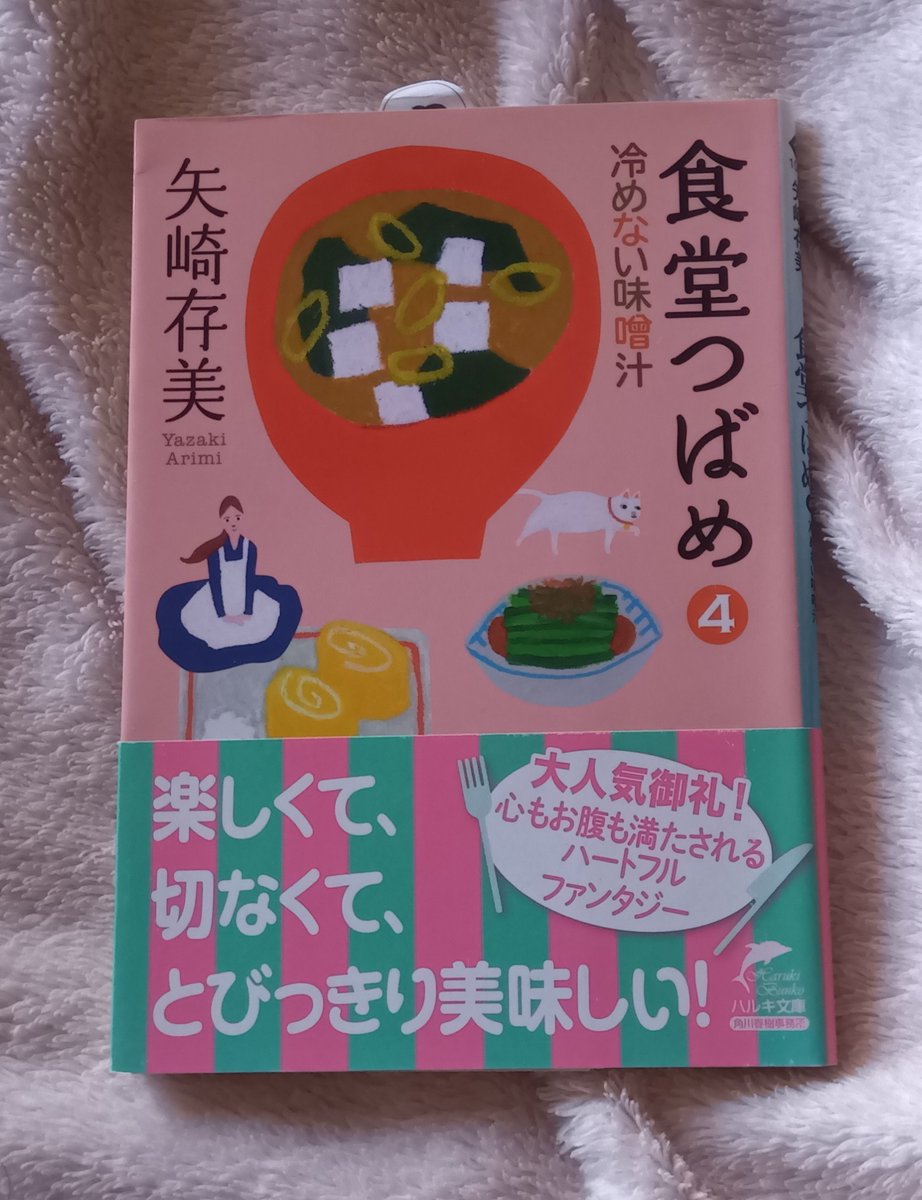 食堂つばめ
4
冷めない味噌汁
矢崎存美
Yazaki
Arimi
大人気御礼!
心もお腹も満たされる
ハートフル
ファンタジー
楽しくて、
切なくて、
とびっきり美味しい!
Haruki
Bunko
ハルキ文庫
角川春樹事務所